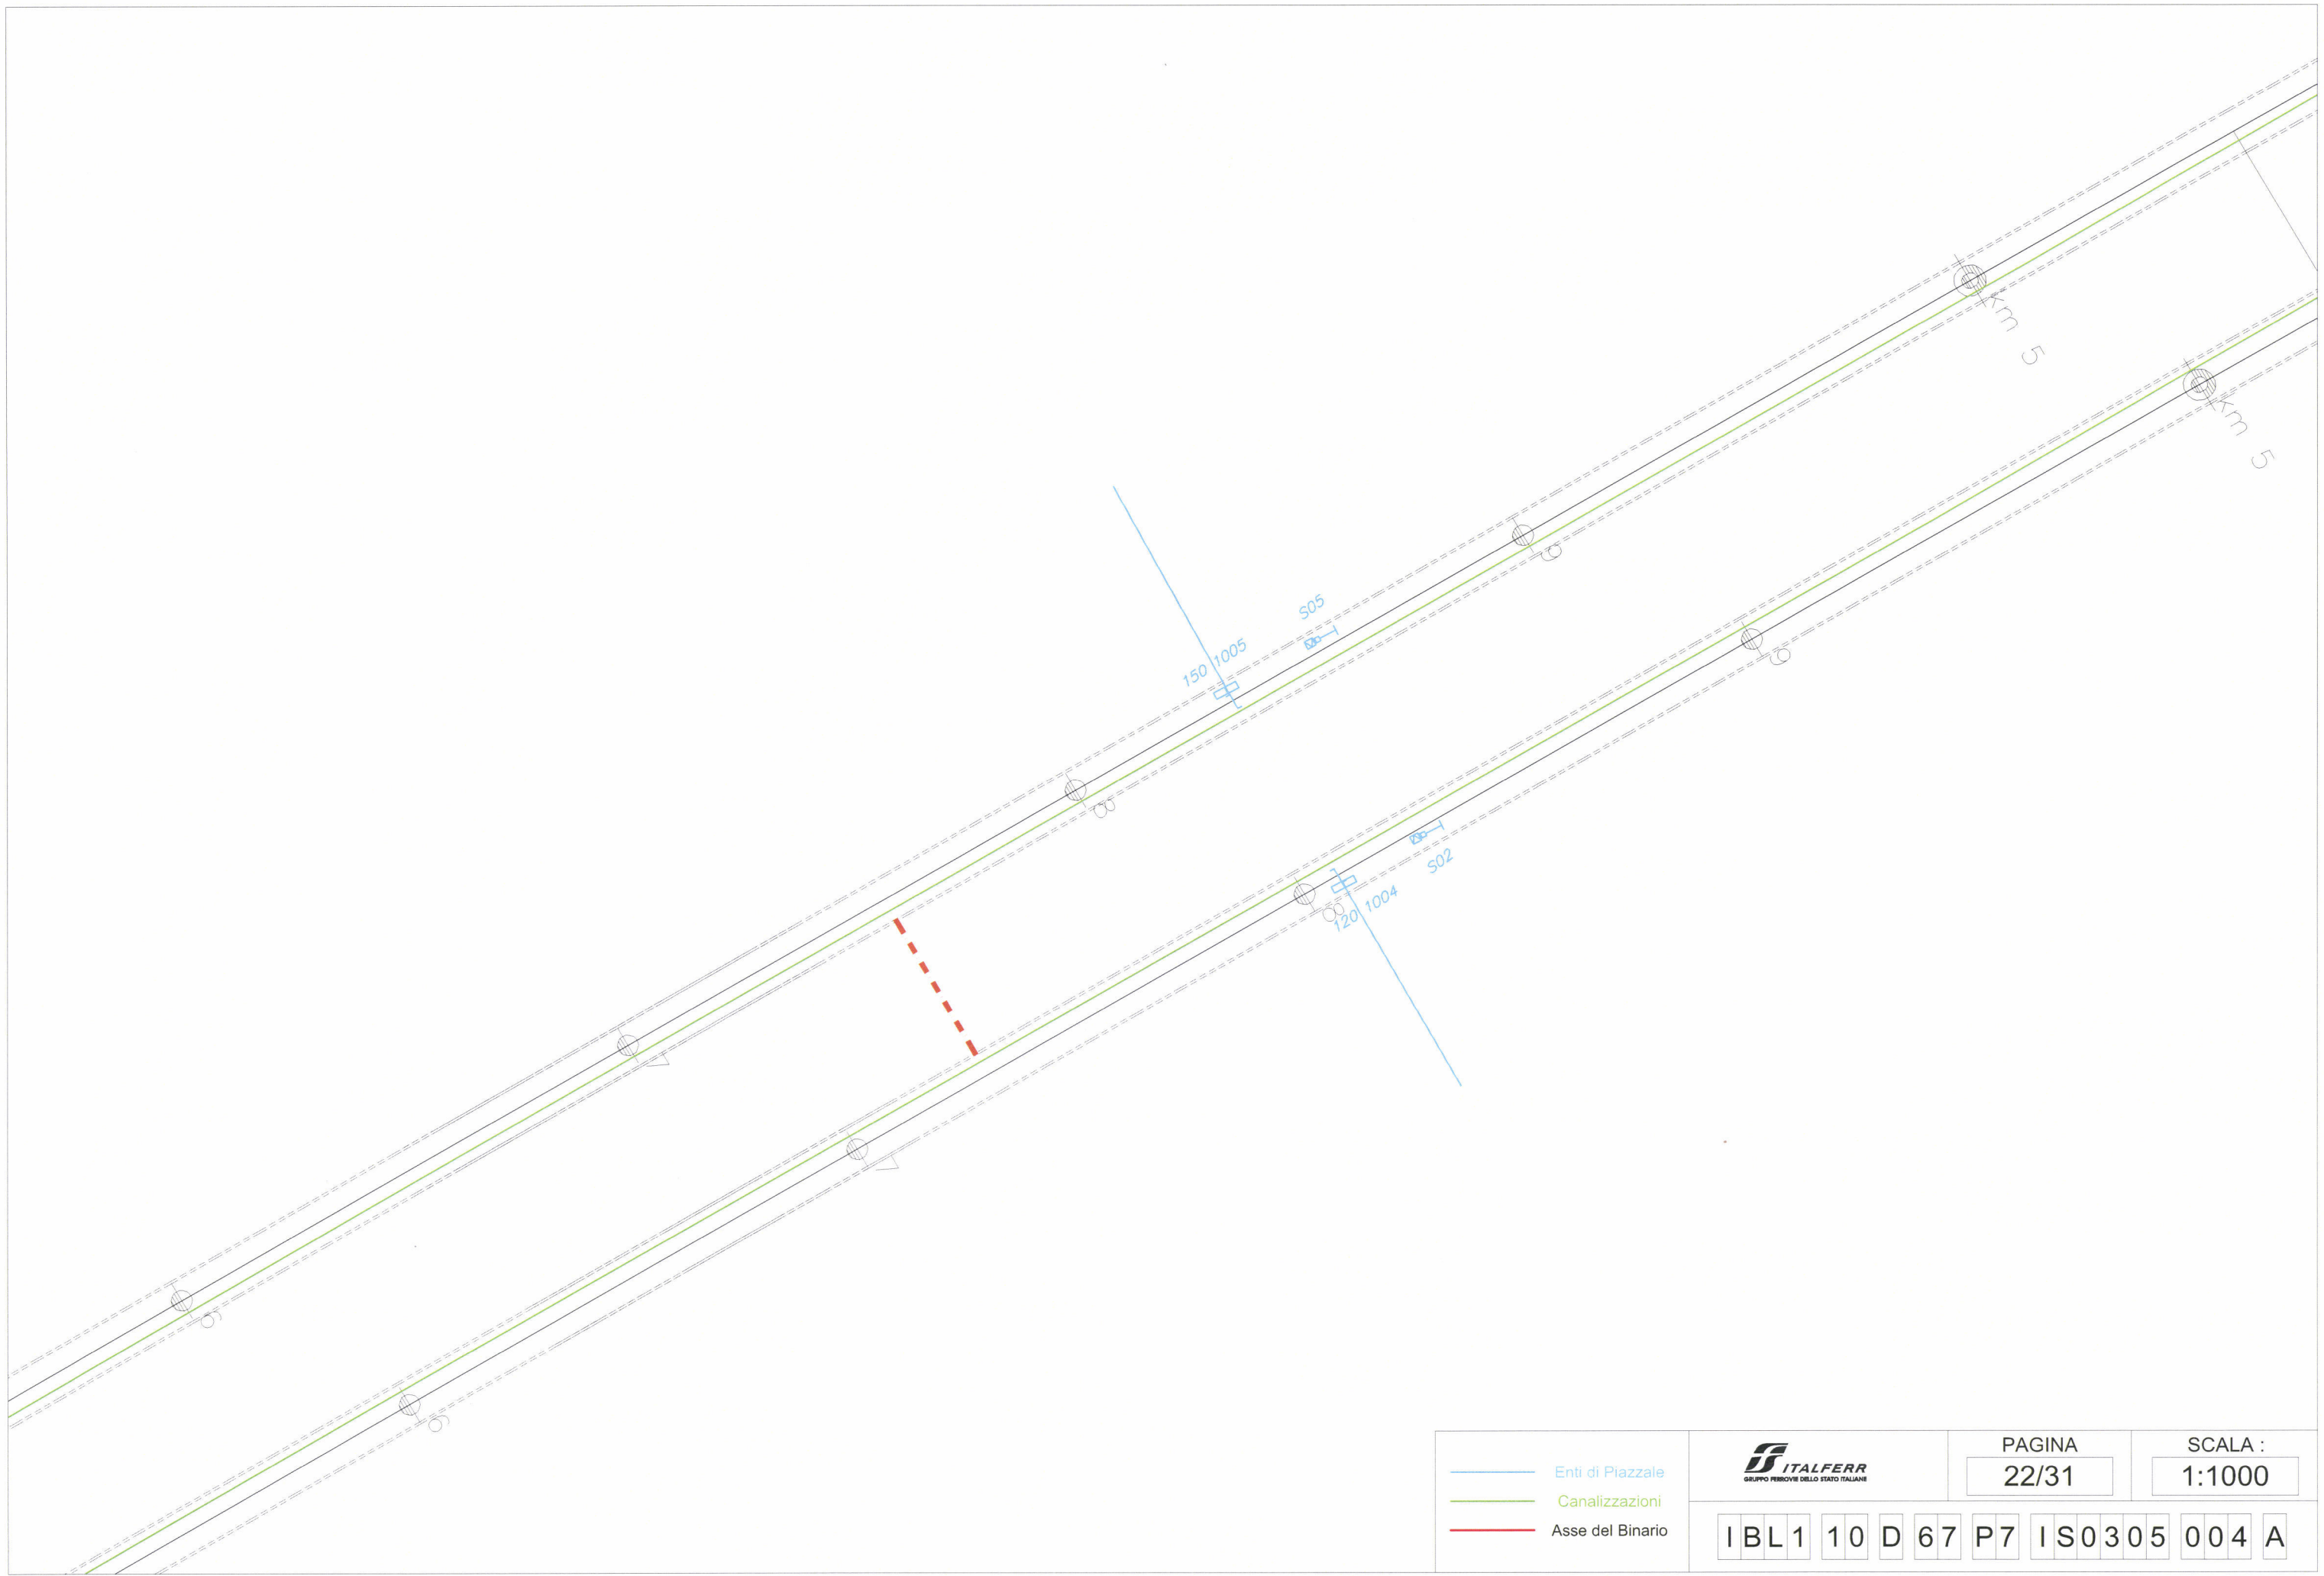 km 5
km 5
9
S05
150 1005
9
8
S02
8
120 1004
7
7
6
6
Enti di Piazzale
Canalizzazioni
Asse del Binario
ITALFERR
GRUPPO FERROVIE DELLO STATO ITALIANE
PAGINA
22/31
SCALA :
1:1000
IBL1 10 D 67 P7 IS0305 004 A